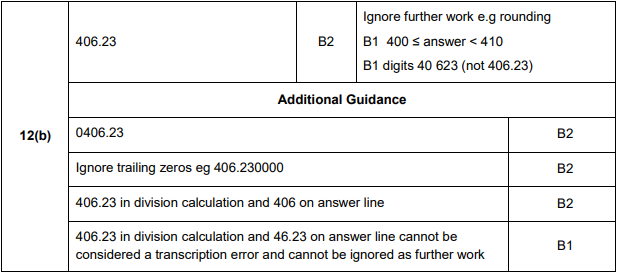 406.23
B2
Ignore further work e.g rounding
B1 400 ≤ answer < 410
B1 digits 40 623 (not 406.23)
Additional Guidance
12(b)
0406.23
B2
Ignore trailing zeros eg 406.230000
B2
406.23 in division calculation and 406 on answer line
B2
406.23 in division calculation and 46.23 on answer line cannot be
considered a transcription error and cannot be ignored as further work
B1